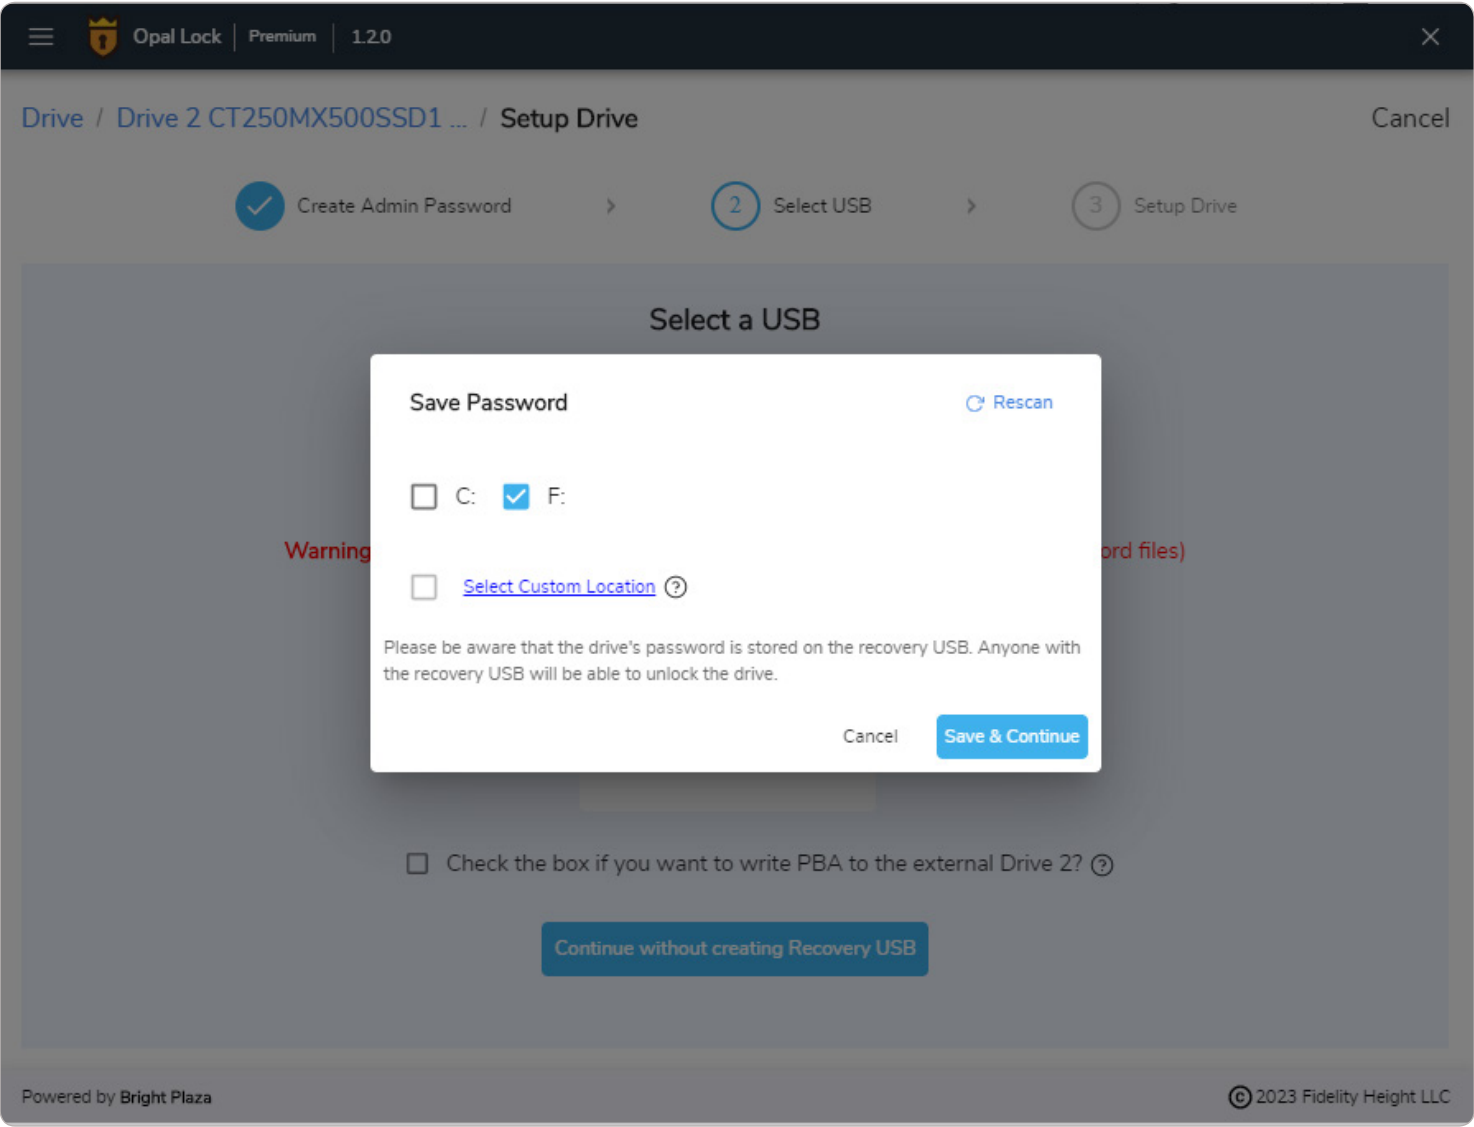 Opal Lock | Premium | 1.2.0
Drive / Drive 2 CT250MX500SSD1 ... / Setup Drive
Cancel
Create Admin Password > 2 Select USB > 3 Setup Drive
Select a USB
Save Password
Rescan
C: F:
Warning
files)
Select Custom Location ?
Please be aware that the drive's password is stored on the recovery USB. Anyone with
the recovery USB will be able to unlock the drive.
Cancel
Save & Continue
Check the box if you want to write PBA to the external Drive 2? ?
Continue without creating Recovery USB
Powered by Bright Plaza
© 2023 Fidelity Height LLC